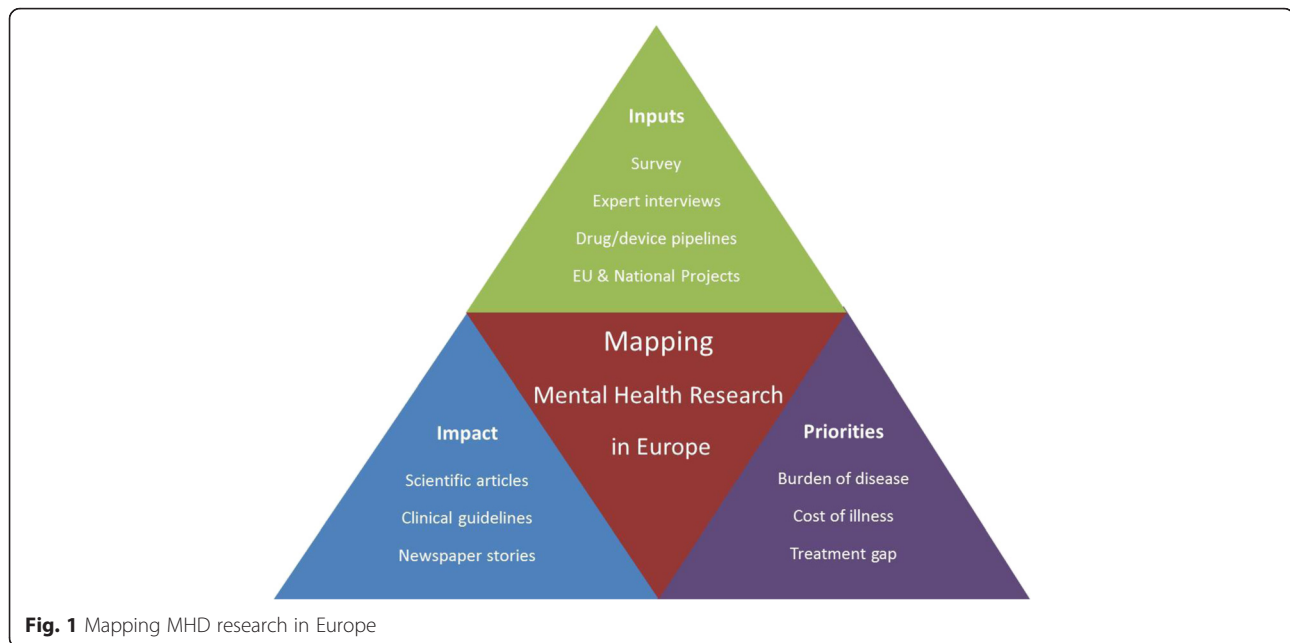 Inputs
Survey
Expert interviews
Drug/device pipelines
EU & National Projects
Mapping
Mental Health Research
in Europe
Impact
Scientific articles
Clinical guidelines
Newspaper stories
Priorities
Burden of disease
Cost of illness
Treatment gap
Fig. 1 Mapping MHD research in Europe